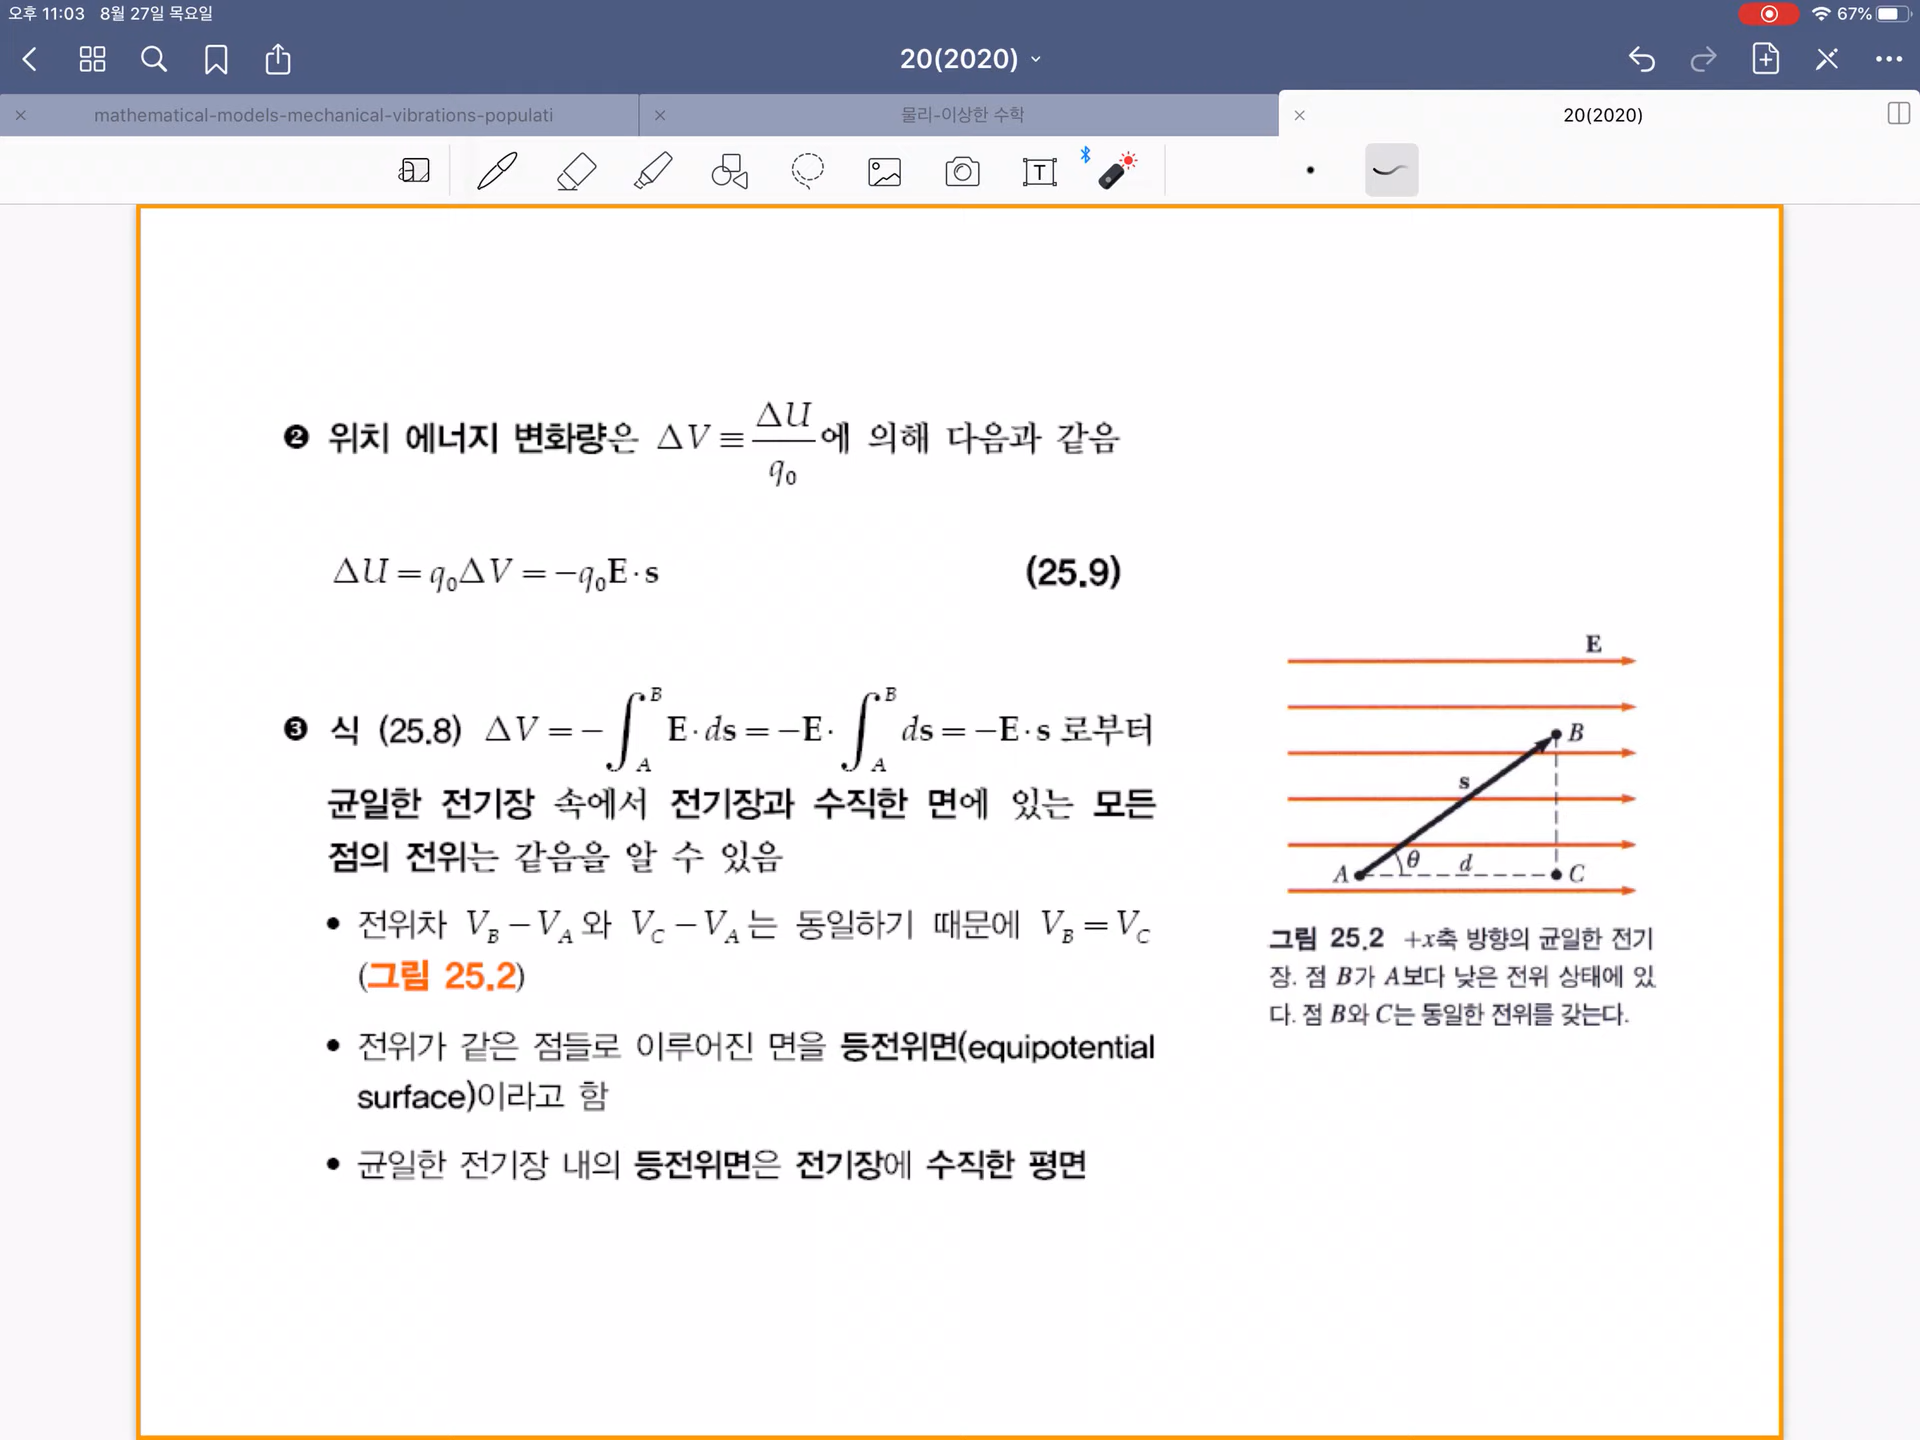 오후 11:03 8월 27일 목요일
67%
20(2020)
mathematical-models-mechanical-vibrations-populati
물리-이상한 수학
20(2020)
❷ 위치 에너지 변화량은 ΔV ≡ ΔU/q₀ 에 의해 다음과 같음
ΔU = q₀ΔV = −q₀E·s (25.9)
❸ 식 (25.8) ΔV = −∫_A^B E·ds = −E·∫_A^B ds = −E·s 로부터
균일한 전기장 속에서 전기장과 수직한 면에 있는 모든
점의 전위는 같음을 알 수 있음
• 전위차 V_B − V_A와 V_C − V_A는 동일하기 때문에 V_B = V_C
(그림 25.2)
• 전위가 같은 점들로 이루어진 면을 등전위면(equipotential
surface)이라고 함
• 균일한 전기장 내의 등전위면은 전기장에 수직한 평면
E
B
s
θ
d
A
C
그림 25.2 +x축 방향의 균일한 전기
장. 점 B가 A보다 낮은 전위 상태에 있
다. 점 B와 C는 동일한 전위를 갖는다.